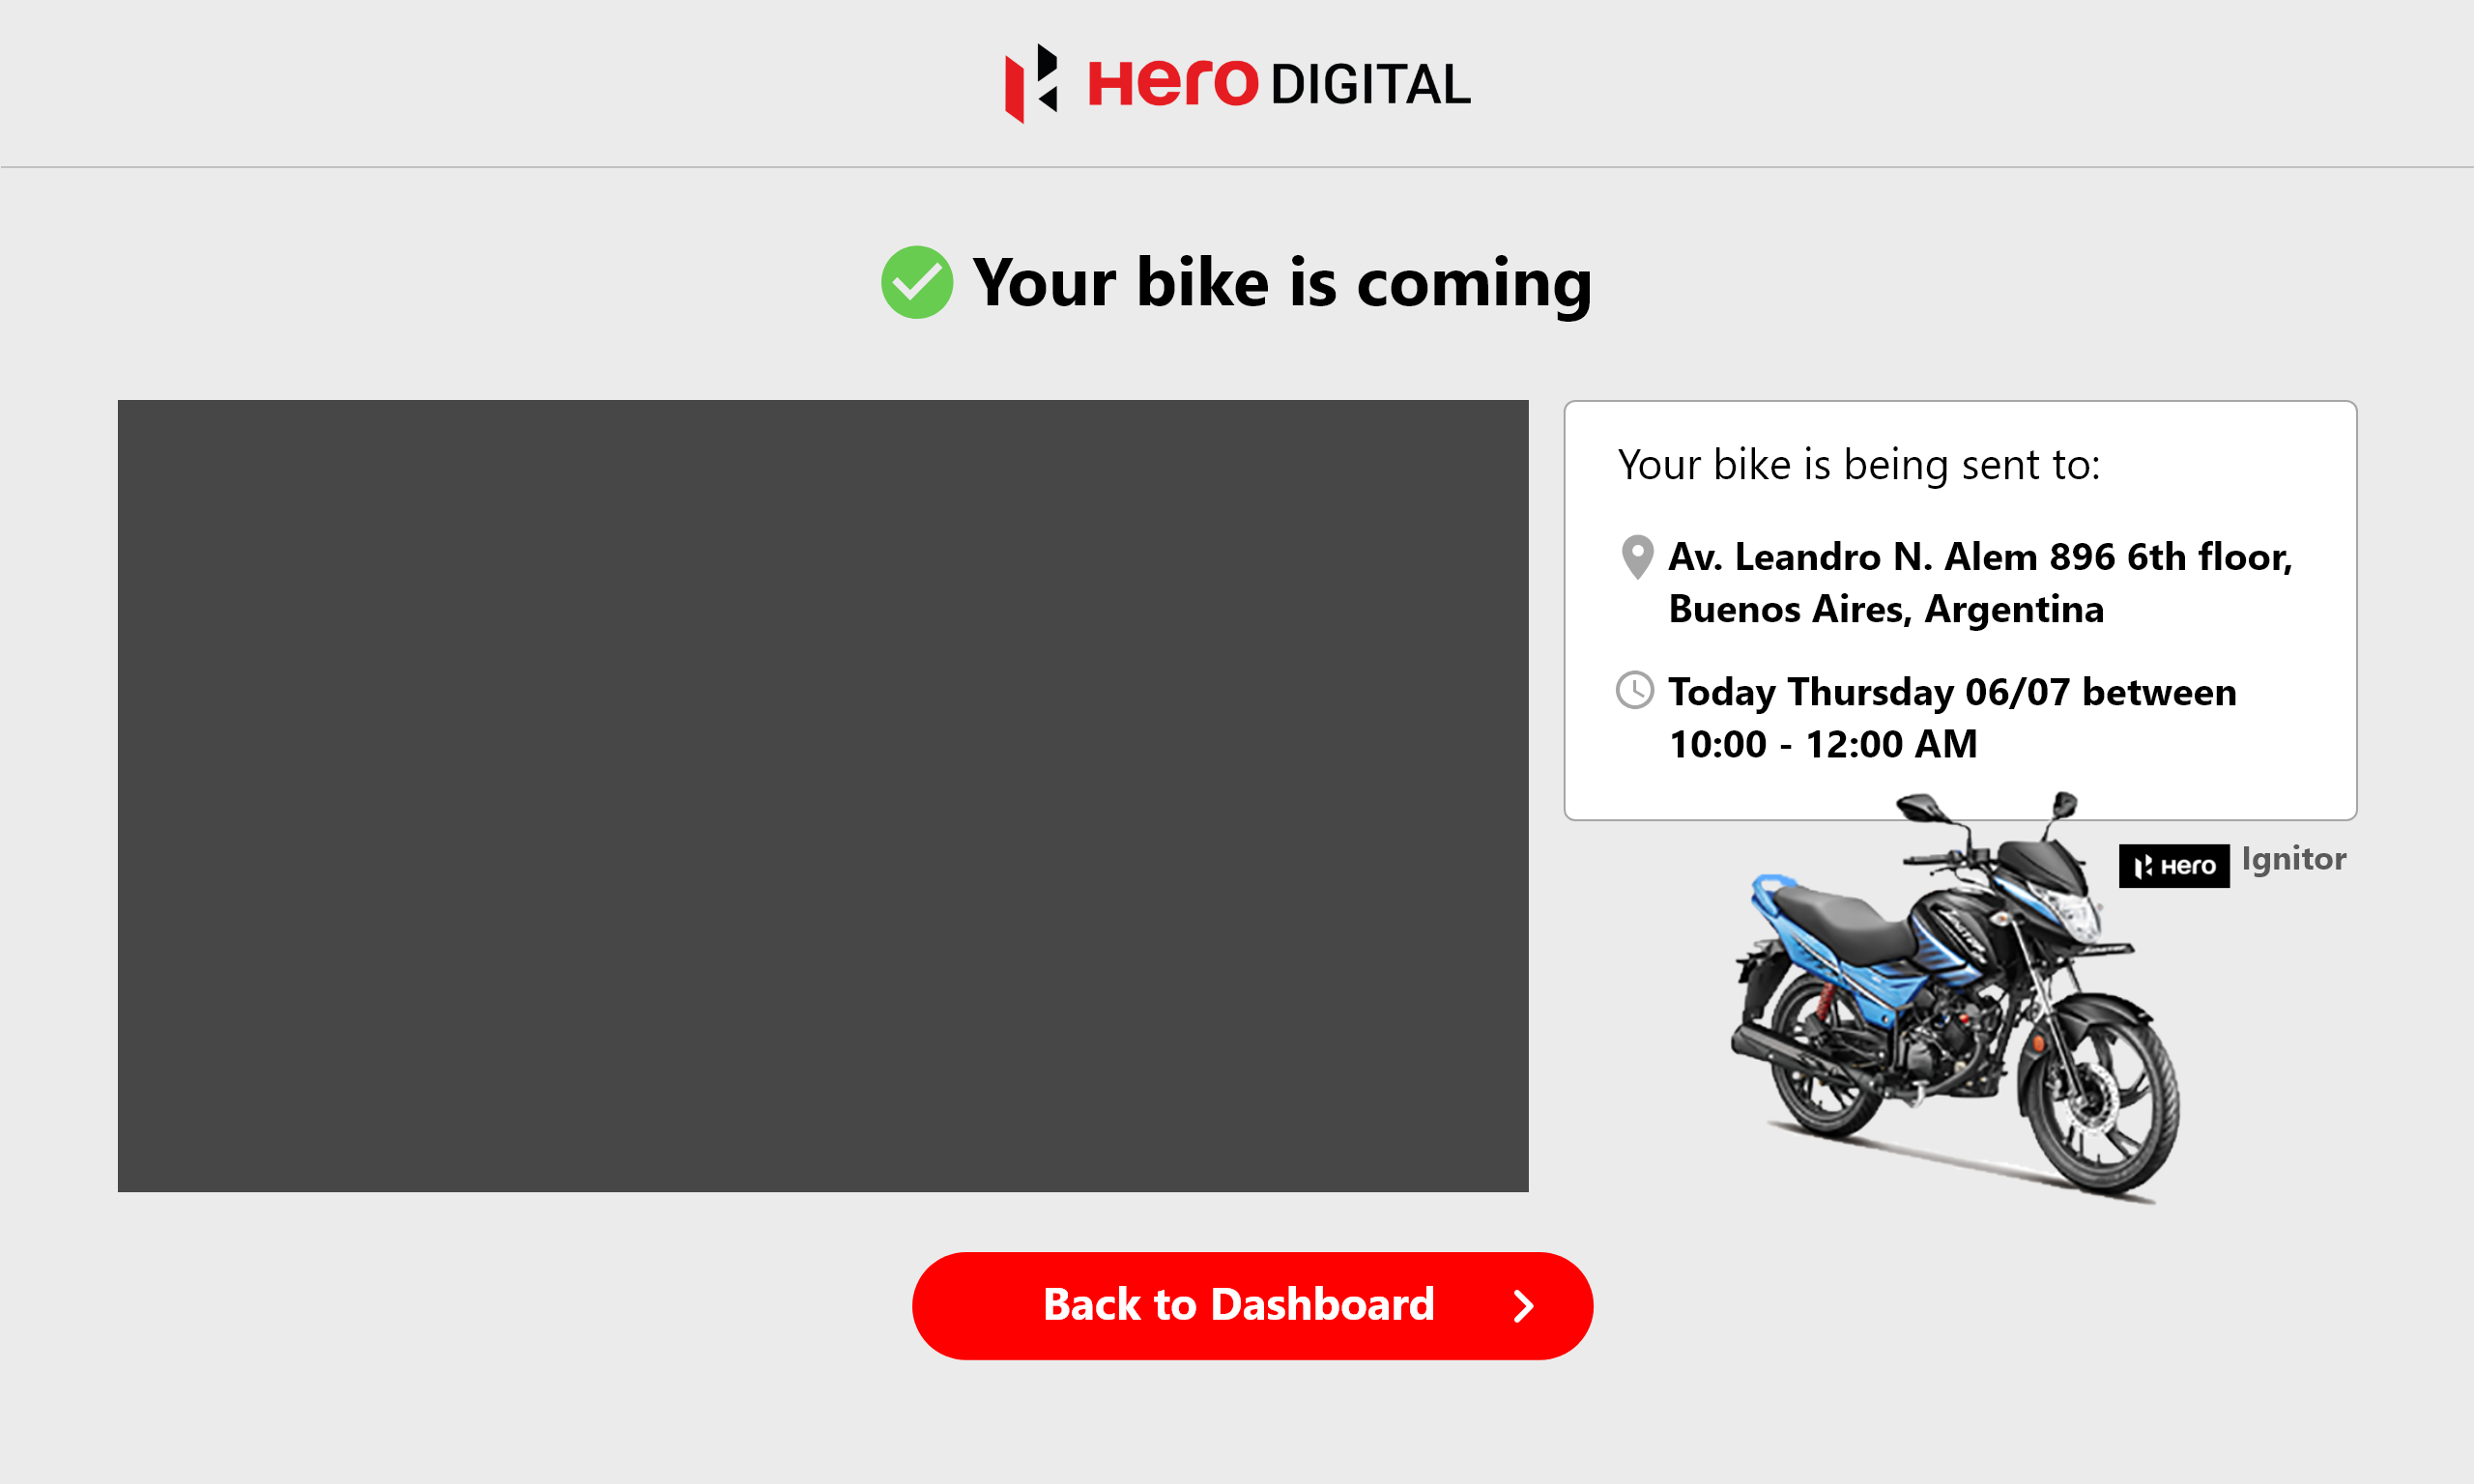 Hero DIGITAL
Your bike is coming
Your bike is being sent to:
Av. Leandro N. Alem 896 6th floor,
Buenos Aires, Argentina
Today Thursday 06/07 between
10:00 - 12:00 AM
Hero Ignitor
Back to Dashboard